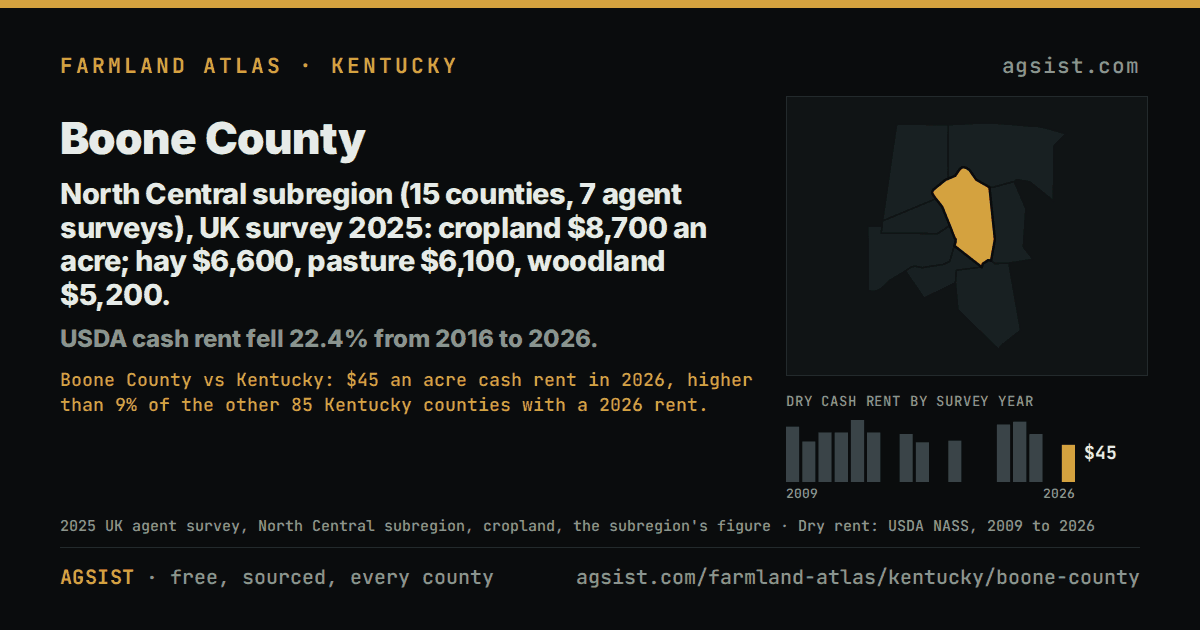 FARMLAND ATLAS · KENTUCKY
agsist.com
Boone County
North Central subregion (15 counties, 7 agent
surveys), UK survey 2025: cropland $8,700 an
acre; hay $6,600, pasture $6,100, woodland
$5,200.
USDA cash rent fell 22.4% from 2016 to 2026.
Boone County vs Kentucky: $45 an acre cash rent in 2026, higher
than 9% of the other 85 Kentucky counties with a 2026 rent.
DRY CASH RENT BY SURVEY YEAR
$45
2009
2026
2025 UK agent survey, North Central subregion, cropland, the subregion's figure · Dry rent: USDA NASS, 2009 to 2026
AGSIST · free, sourced, every county
agsist.com/farmland-atlas/kentucky/boone-county